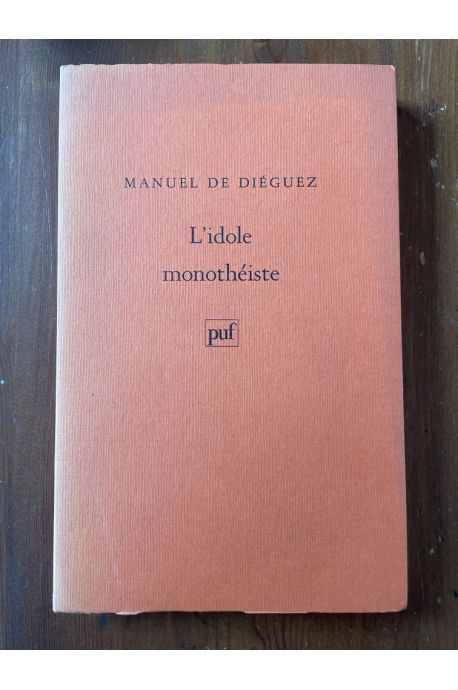 MANUEL DE DIÉGUEZ
L'idole
monothéiste
puf